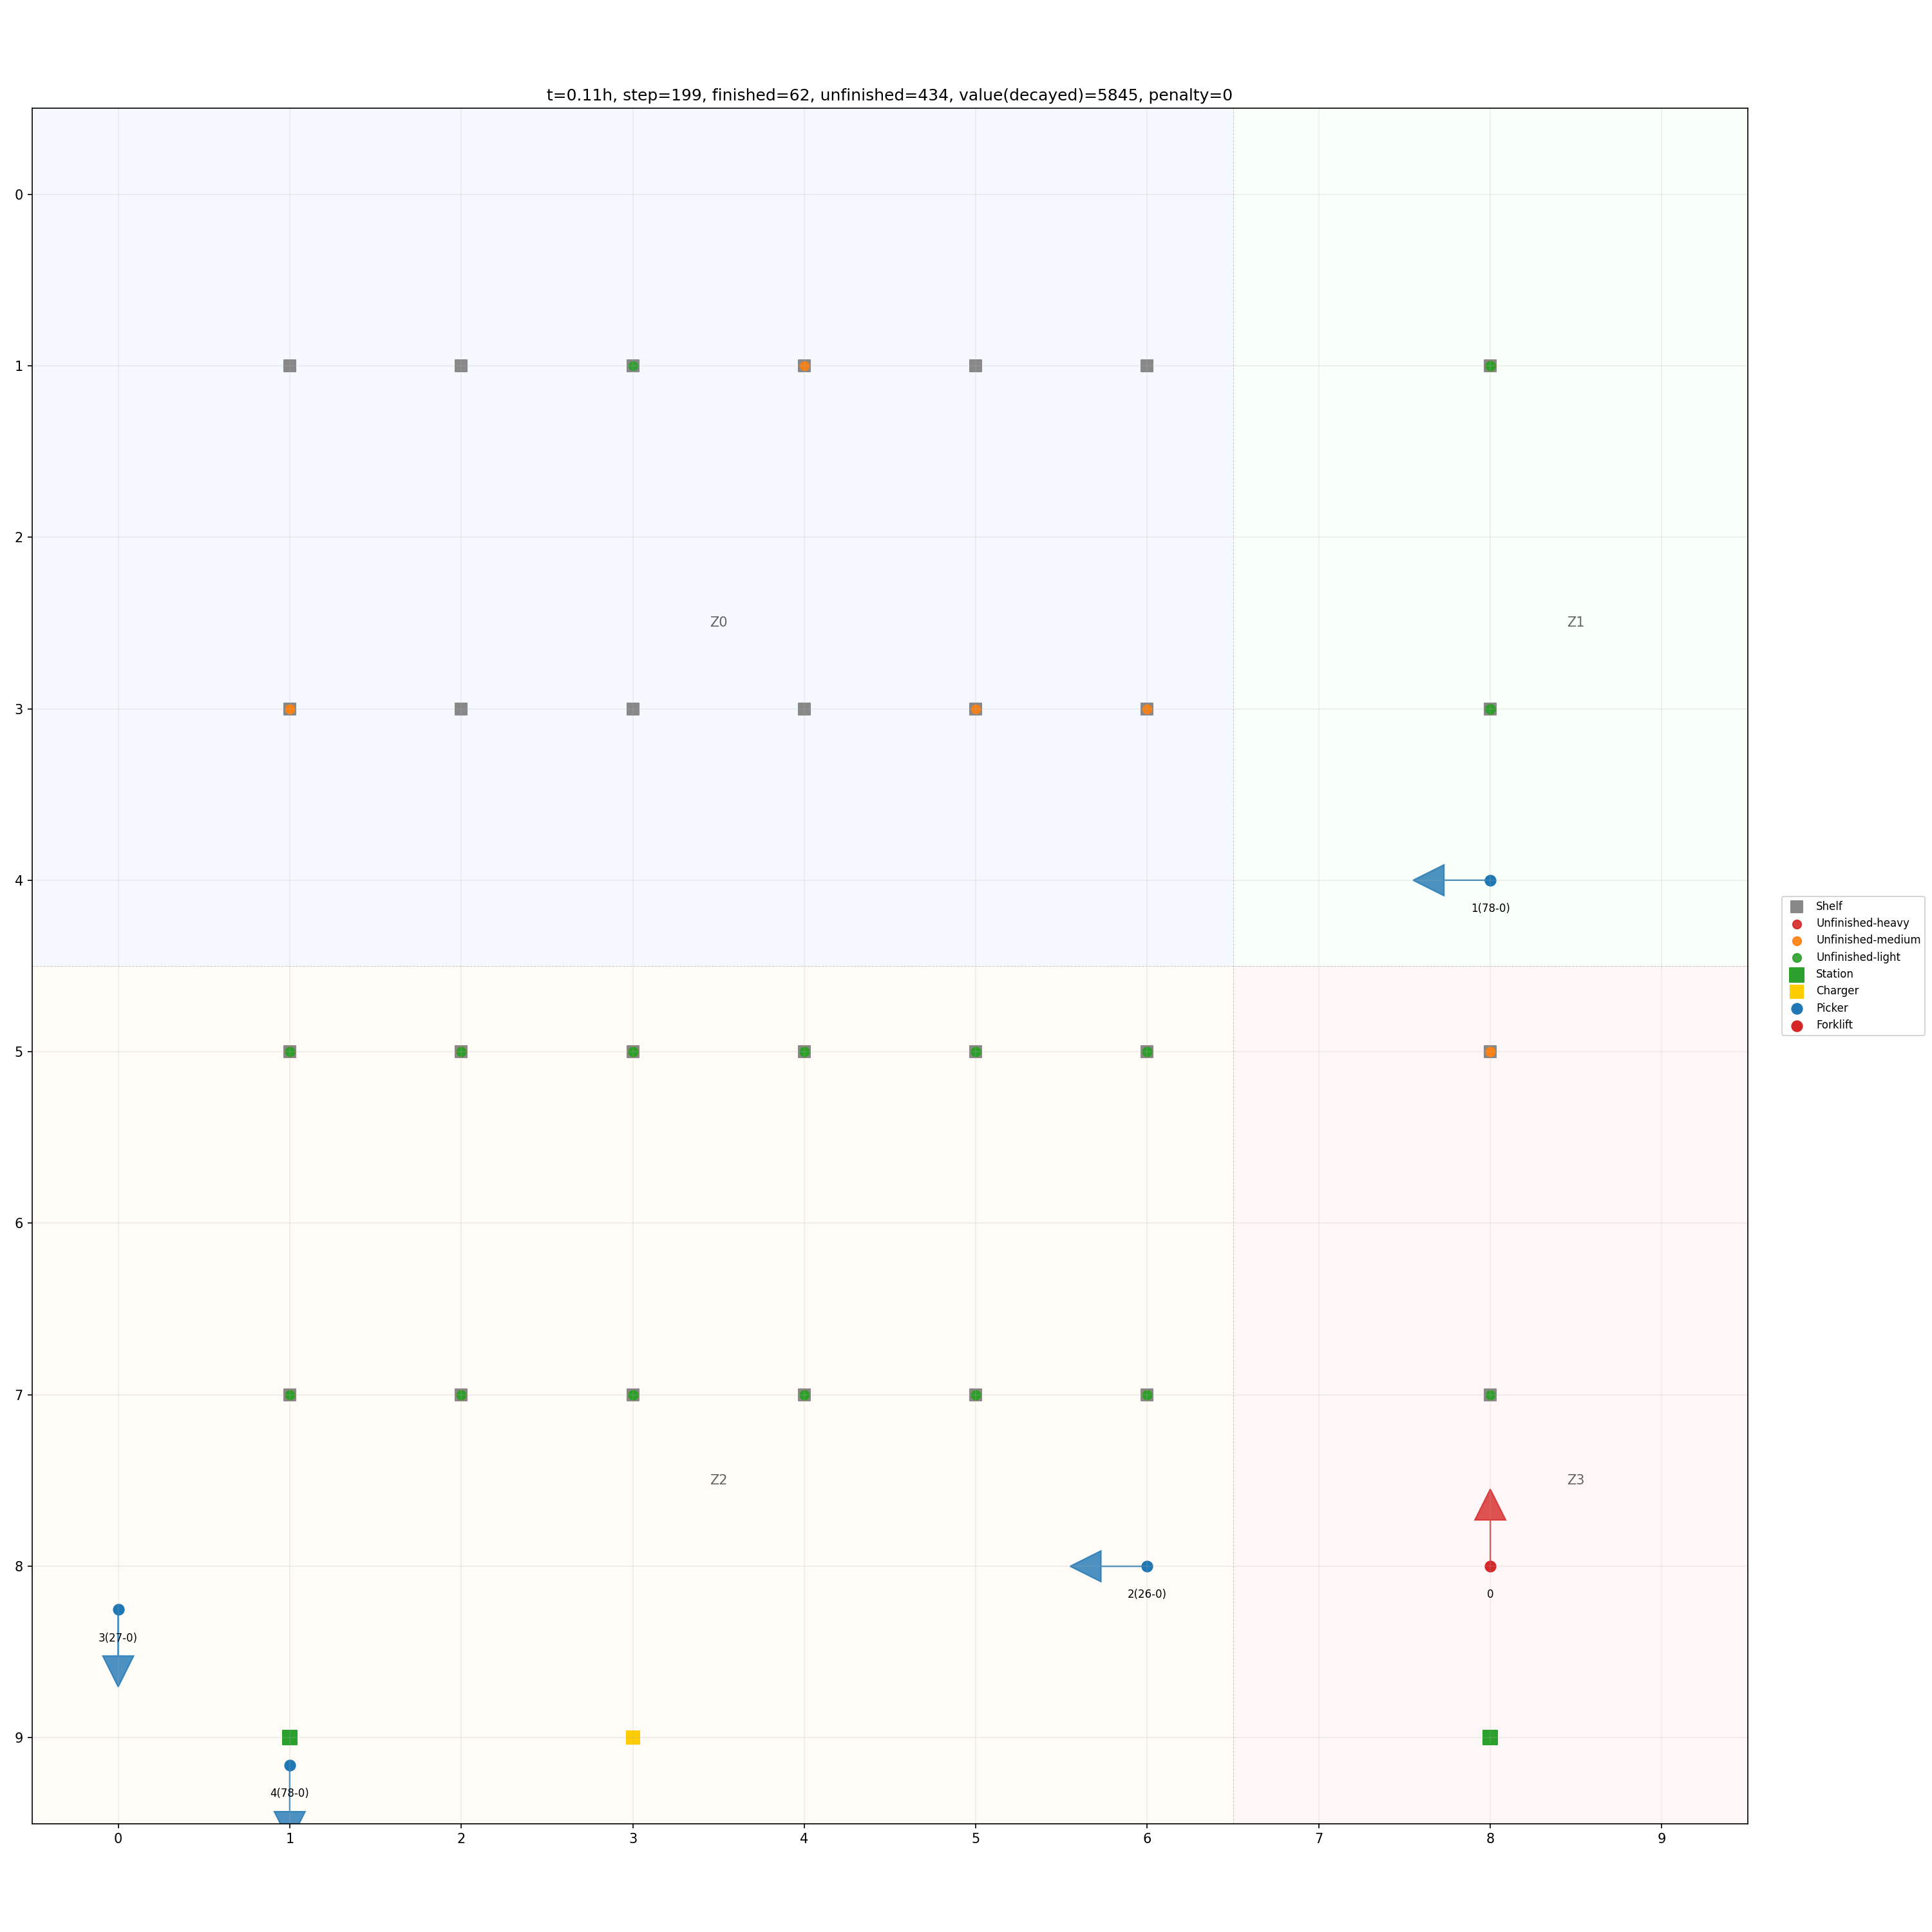 t=0.11h, step=199, finished=62, unfinished=434, value(decayed)=5845, penalty=0
0
1
2
Z0
Z1
3
4
1(78-0)
Shelf
Unfinished-heavy
Unfinished-medium
Unfinished-light
Station
Charger
Picker
Forklift
5
6
7
Z2
Z3
8
2(26-0)
0
3(27-0)
9
4(78-0)
0 1 2 3 4 5 6 7 8 9